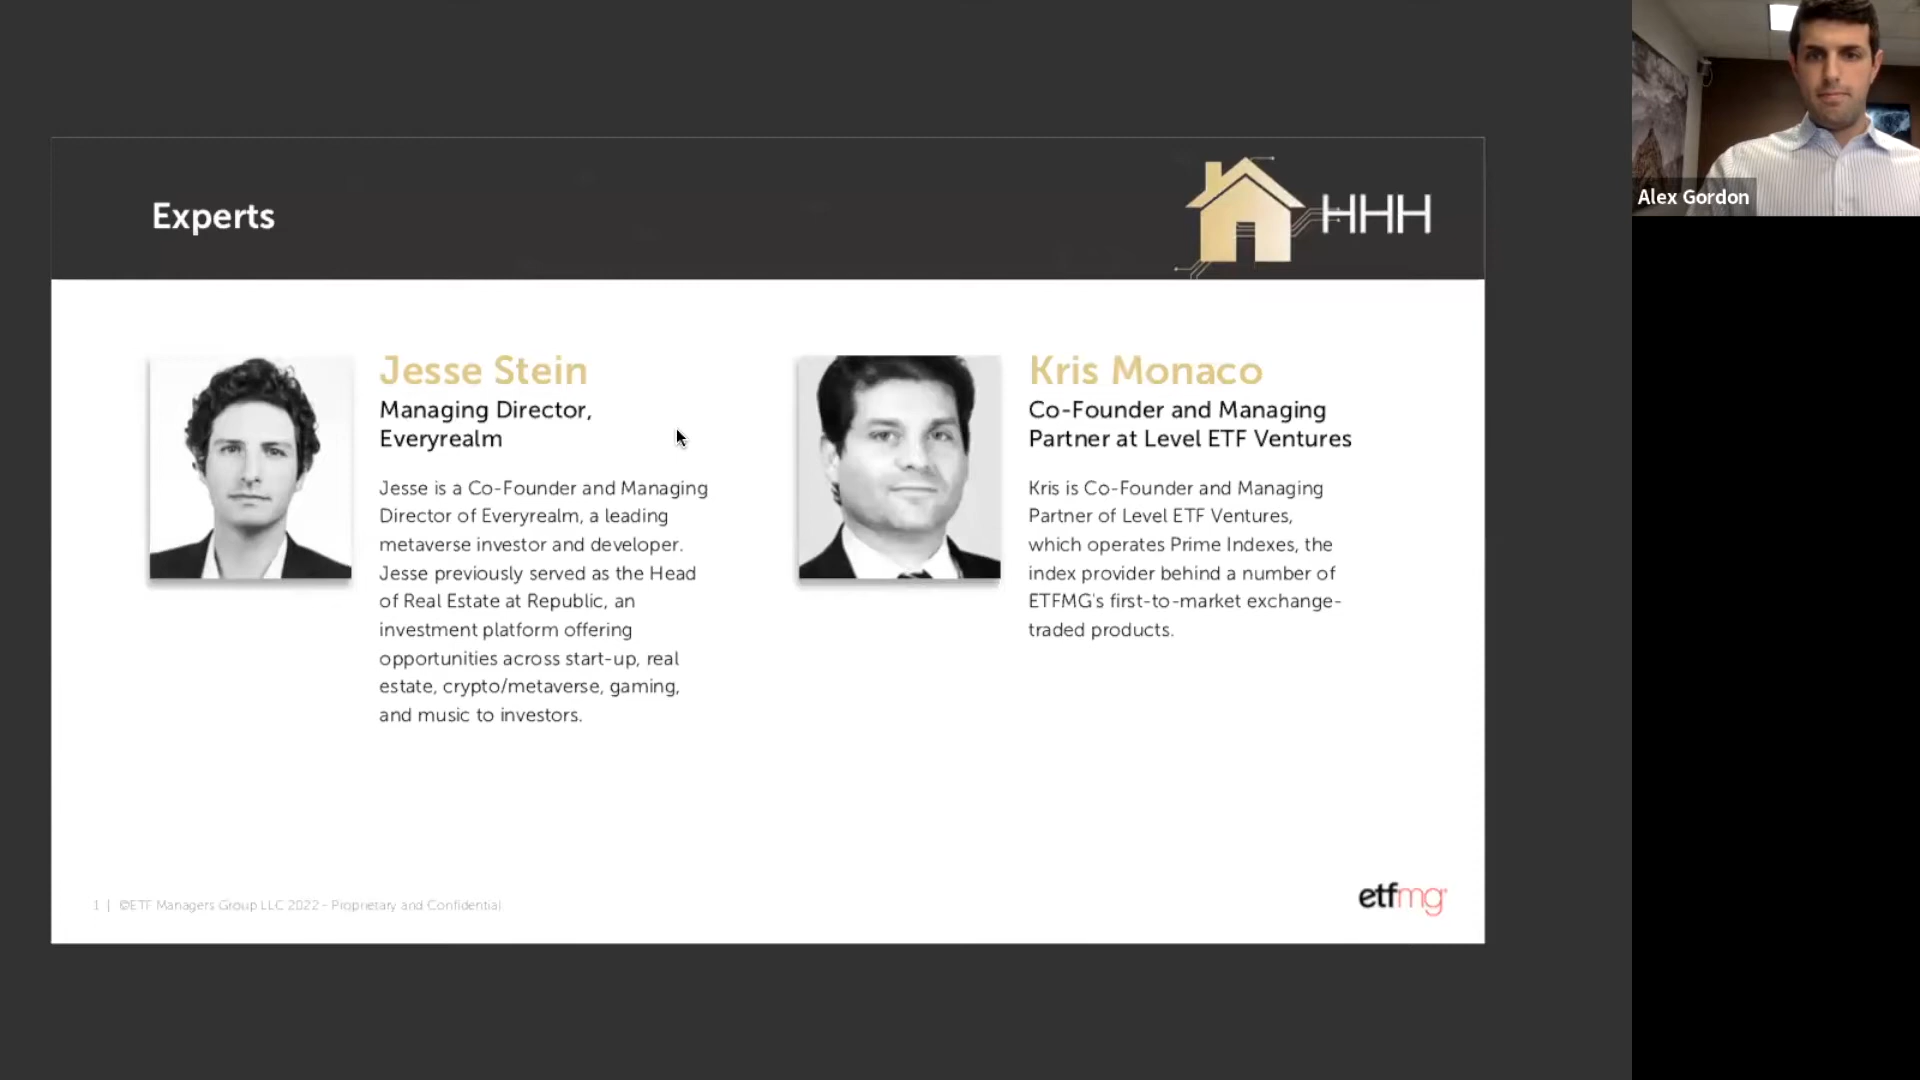 Experts
HHH
Jesse Stein
Managing Director,
Everyrealm
Jesse is a Co-Founder and Managing
Director of Everyrealm, a leading
metaverse investor and developer.
Jesse previously served as the Head
of Real Estate at Republic, an
investment platform offering
opportunities across start-up, real
estate, crypto/metaverse, gaming,
and music to investors.
Kris Monaco
Co-Founder and Managing
Partner at Level ETF Ventures
Kris is Co-Founder and Managing
Partner of Level ETF Ventures,
which operates Prime Indexes, the
index provider behind a number of
ETFMG's first-to-market exchange-
traded products.
1 | ©ETF Managers Group LLC 2022 - Proprietary and Confidential
etfmg
Alex Gordon